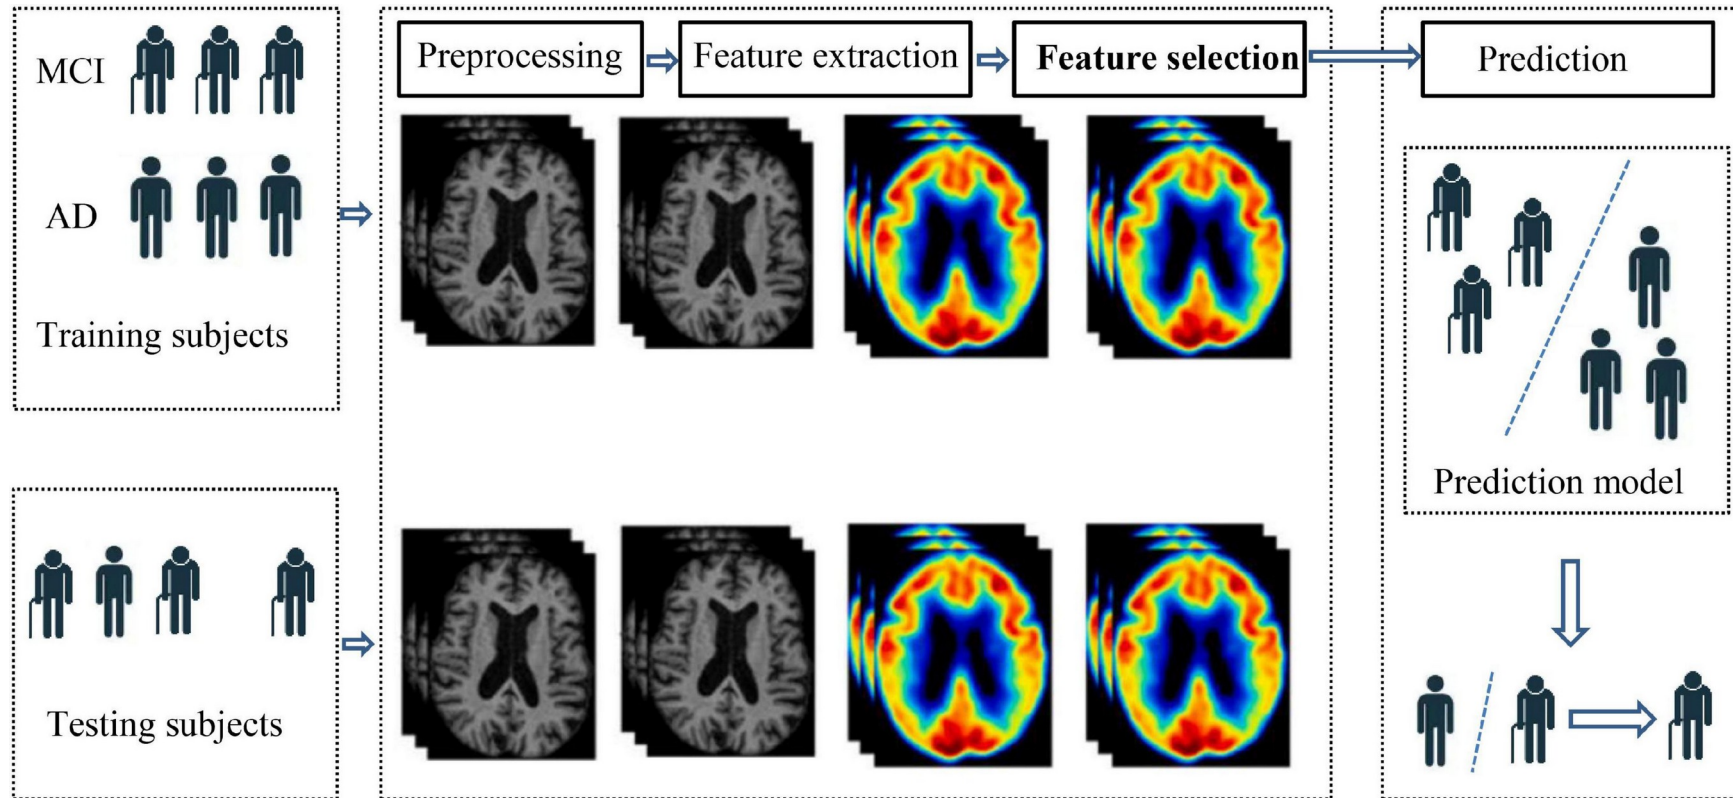 MCI
AD
Training subjects
Preprocessing
Feature extraction
Feature selection
Prediction
Prediction model
Testing subjects